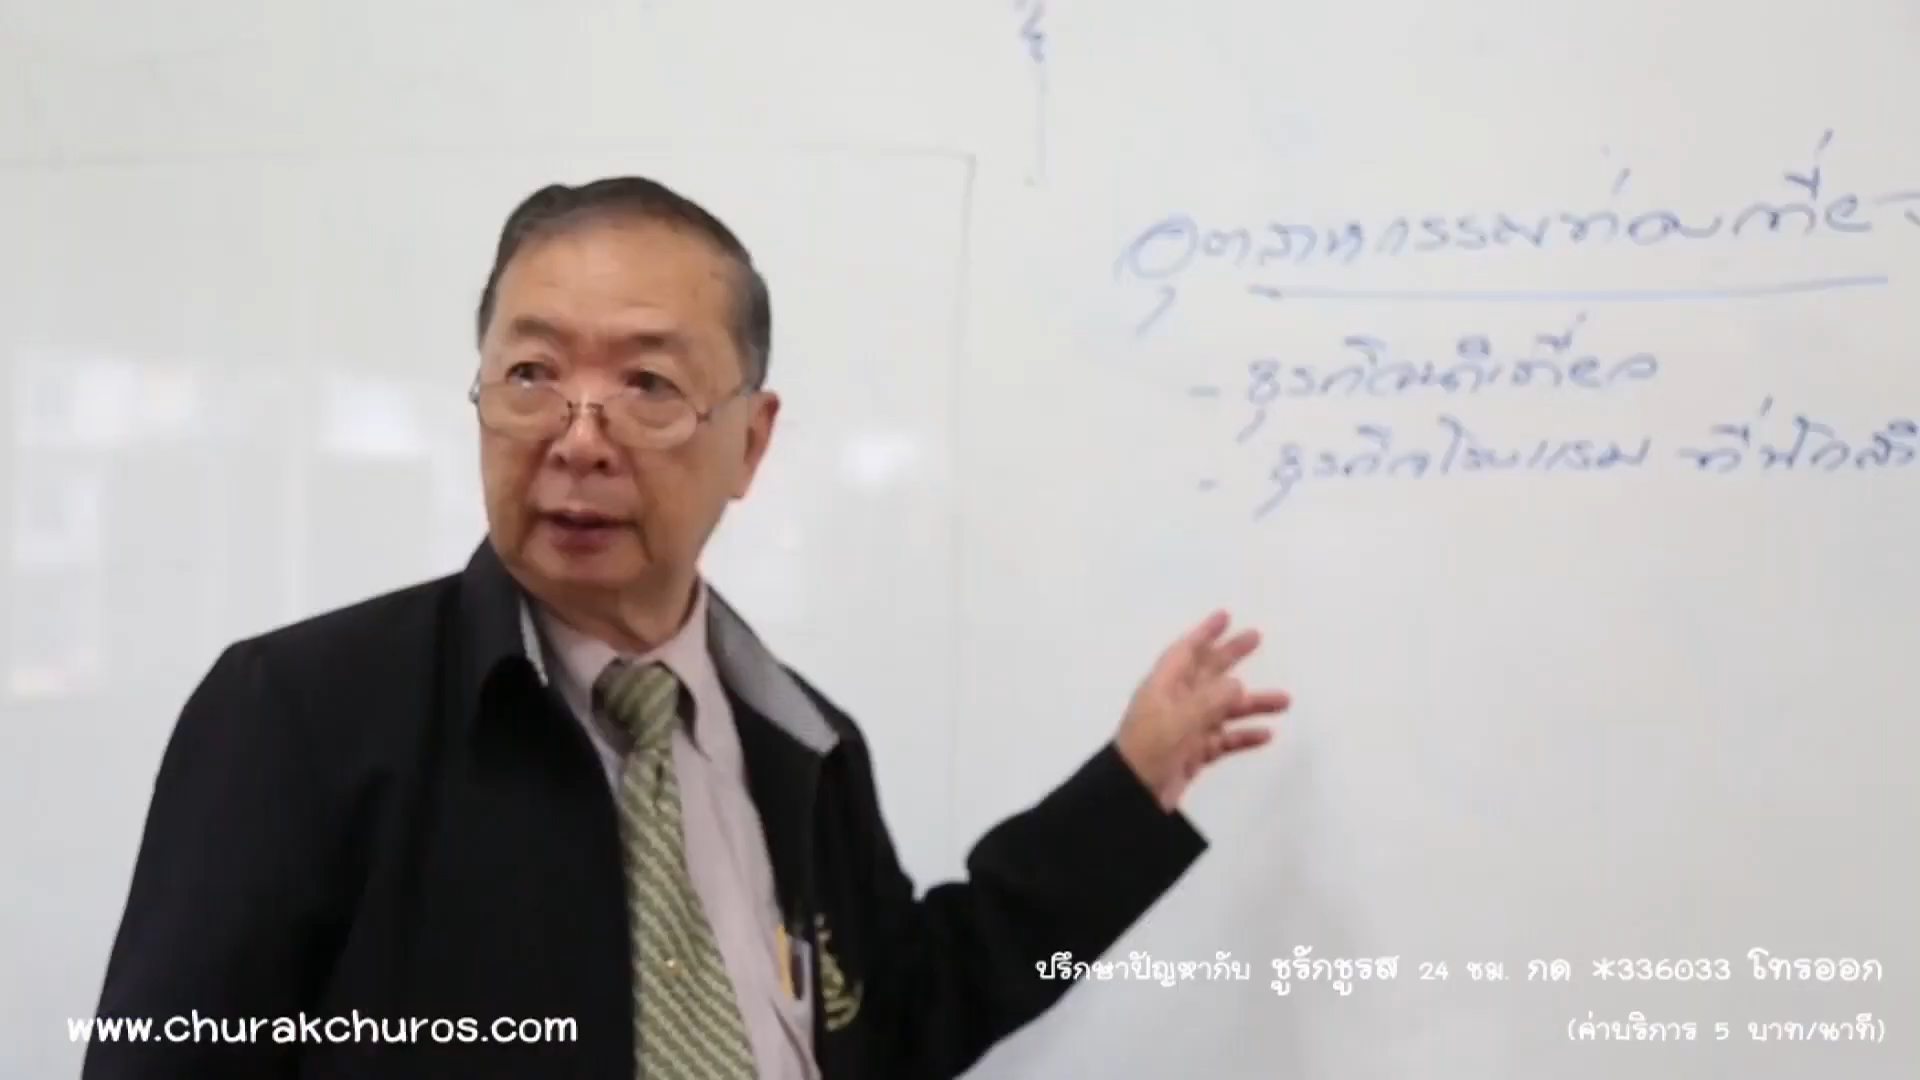 อุตสาหกรรมท่องเที่ยว
- ธุรกิจนำเที่ยว
- ธุรกิจโรงแรม ที่พัก
ปรึกษาปัญหากับ ชูรักชูรส 24 ชม. กด *336033 โทรออก
www.churakchuros.com
(ค่าบริการ 5 บาท/นาที)